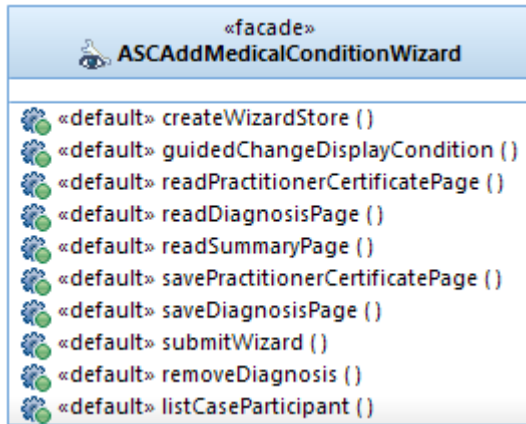 «facade»
ASCAddMedicalConditionWizard
«default» createWizardStore ( )
«default» guidedChangeDisplayCondition ( )
«default» readPractitionerCertificatePage ( )
«default» readDiagnosisPage ( )
«default» readSummaryPage ( )
«default» savePractitionerCertificatePage ( )
«default» saveDiagnosisPage ( )
«default» submitWizard ( )
«default» removeDiagnosis ( )
«default» listCaseParticipant ( )